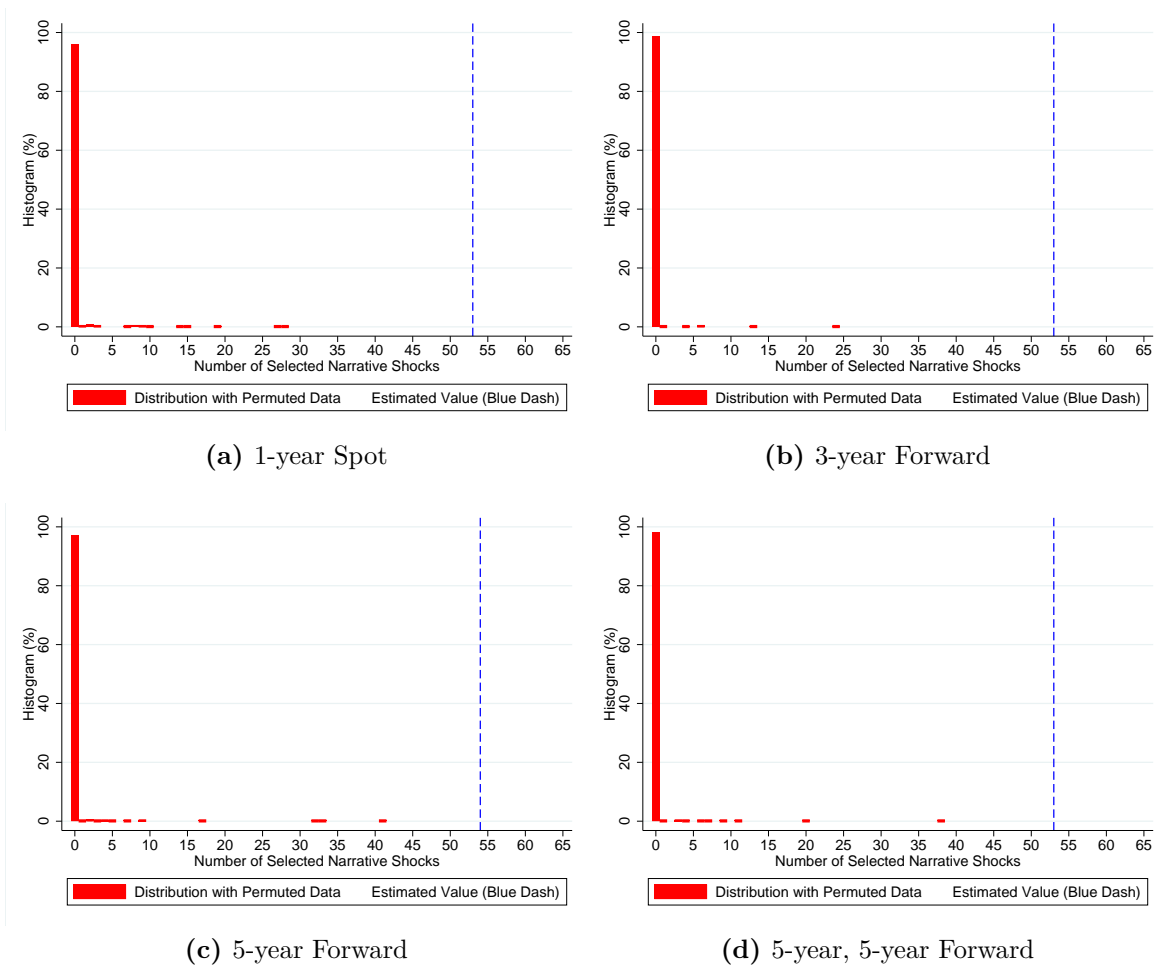 100
80
60
40
20
0
Histogram (%)
0 5 10 15 20 25 30 35 40 45 50 55 60 65
Number of Selected Narrative Shocks
Distribution with Permuted Data Estimated Value (Blue Dash)
(a) 1-year Spot
100
80
60
40
20
0
Histogram (%)
0 5 10 15 20 25 30 35 40 45 50 55 60 65
Number of Selected Narrative Shocks
Distribution with Permuted Data Estimated Value (Blue Dash)
(b) 3-year Forward
100
80
60
40
20
0
Histogram (%)
0 5 10 15 20 25 30 35 40 45 50 55 60 65
Number of Selected Narrative Shocks
Distribution with Permuted Data Estimated Value (Blue Dash)
(c) 5-year Forward
100
80
60
40
20
0
Histogram (%)
0 5 10 15 20 25 30 35 40 45 50 55 60 65
Number of Selected Narrative Shocks
Distribution with Permuted Data Estimated Value (Blue Dash)
(d) 5-year, 5-year Forward